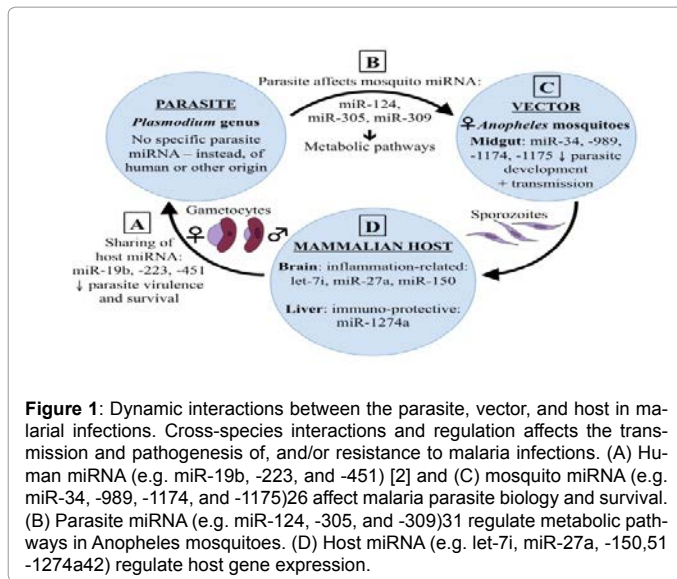 B
Parasite affects mosquito miRNA:
miR-124,
miR-305, miR-309
Metabolic pathways
PARASITE
Plasmodium genus
No specific parasite
miRNA – instead, of
human or other origin
C
VECTOR
♀Anopheles mosquitoes
Midgut: miR-34, -989,
-1174, -1175 ↓ parasite
development
+ transmission
A
Sharing of
host miRNA:
miR-19b, -223, -451
↓ parasite virulence
and survival
Gametocytes
♀ ♂
Sporozoites
D
MAMMALIAN HOST
Brain: inflammation-related:
let-7i, miR-27a, miR-150
Liver: immuno-protective:
miR-1274a
Figure 1: Dynamic interactions between the parasite, vector, and host in ma-
larial infections. Cross-species interactions and regulation affects the trans-
mission and pathogenesis of, and/or resistance to malaria infections. (A) Hu-
man miRNA (e.g. miR-19b, -223, and -451) [2] and (C) mosquito miRNA (e.g.
miR-34, -989, -1174, and -1175)26 affect malaria parasite biology and survival.
(B) Parasite miRNA (e.g. miR-124, -305, and -309)31 regulate metabolic path-
ways in Anopheles mosquitoes. (D) Host miRNA (e.g. let-7i, miR-27a, -150,51
-1274a42) regulate host gene expression.